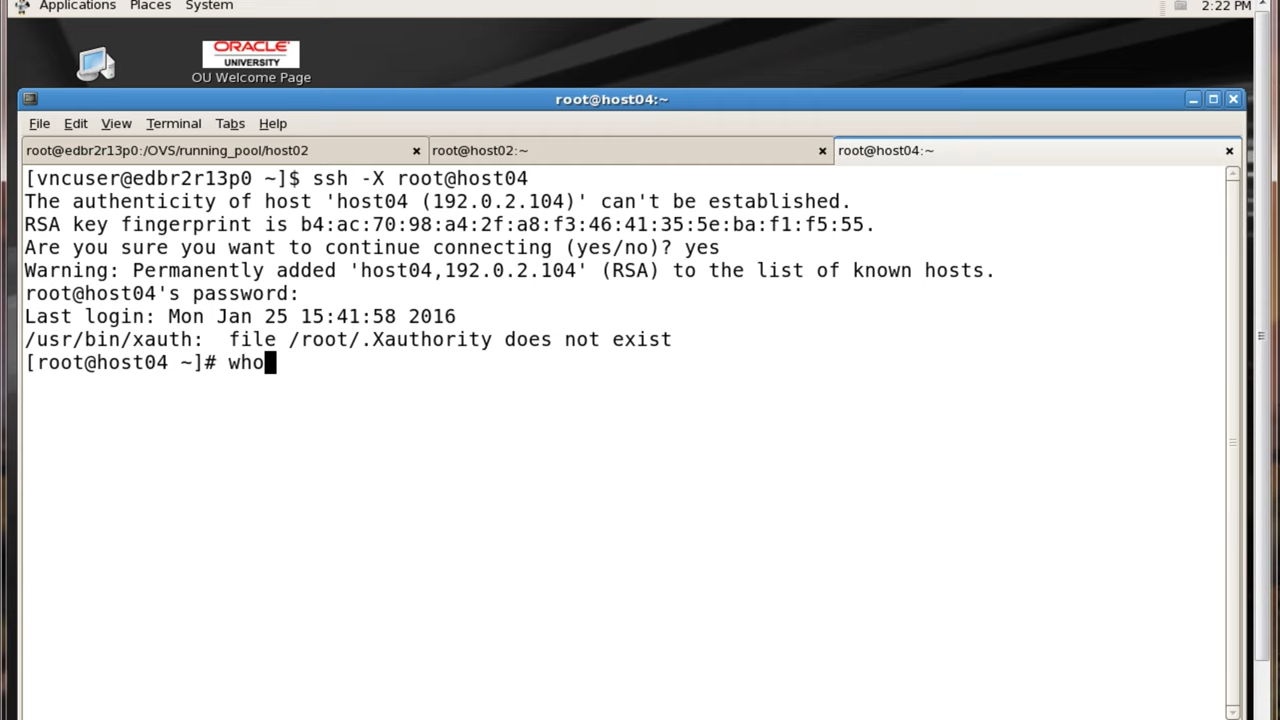 Applications Places System 2:22 PM
ORACLE
UNIVERSITY
OU Welcome Page
root@host04:~
File Edit View Terminal Tabs Help
root@edbr2r13p0:/OVS/running_pool/host02 root@host02:~ root@host04:~
[vncuser@edbr2r13p0 ~]$ ssh -X root@host04
The authenticity of host 'host04 (192.0.2.104)' can't be established.
RSA key fingerprint is b4:ac:70:98:a4:2f:a8:f3:46:41:35:5e:ba:f1:f5:55.
Are you sure you want to continue connecting (yes/no)? yes
Warning: Permanently added 'host04,192.0.2.104' (RSA) to the list of known hosts.
root@host04's password:
Last login: Mon Jan 25 15:41:58 2016
/usr/bin/xauth:  file /root/.Xauthority does not exist
[root@host04 ~]# who